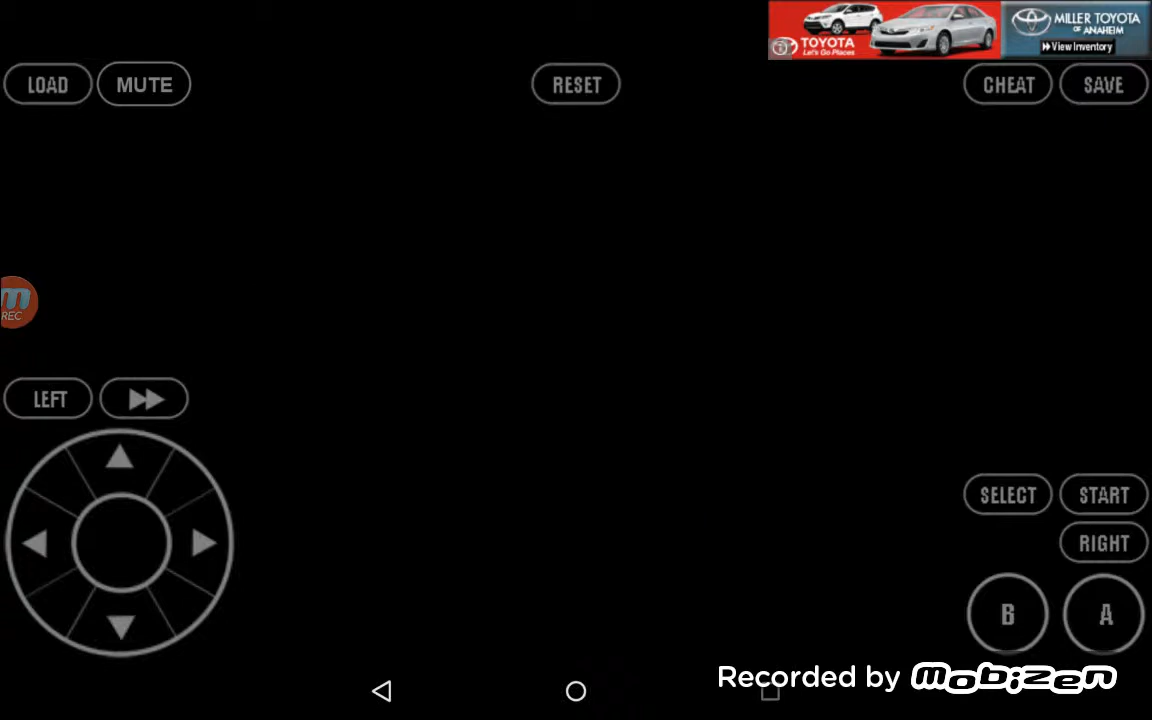 TOYOTA
Let's Go Places
MILLER TOYOTA
OF ANAHEIM
View Inventory
LOAD
MUTE
RESET
CHEAT
SAVE
m
REC
LEFT
SELECT
START
RIGHT
B
A
Recorded by mobizen